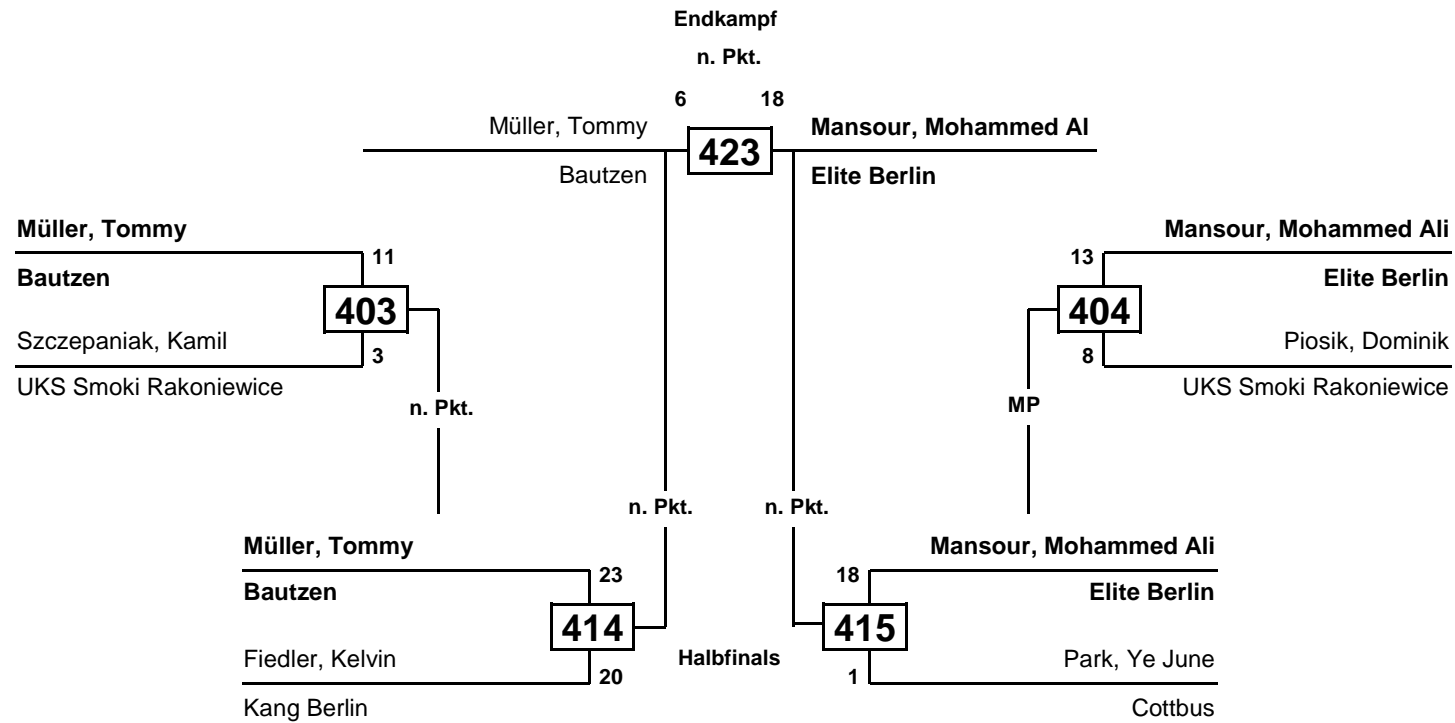 Endkampf
n. Pkt.
6 18
Müller, Tommy 423 Mansour, Mohammed Al
Bautzen Elite Berlin
Müller, Tommy Mansour, Mohammed Ali
11 13
Bautzen Elite Berlin
403 404
Szczepaniak, Kamil Piosik, Dominik
3 8
UKS Smoki Rakoniewice UKS Smoki Rakoniewice
n. Pkt. MP
n. Pkt. n. Pkt.
Müller, Tommy Mansour, Mohammed Ali
23 18
Bautzen Elite Berlin
414 415
Fiedler, Kelvin Halbfinals Park, Ye June
20 1
Kang Berlin Cottbus